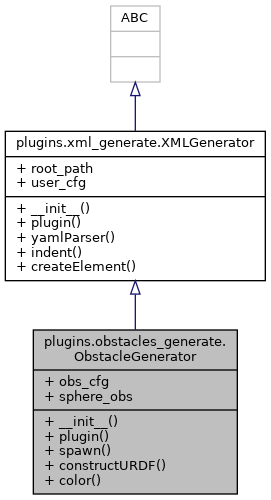 ABC
plugins.xml_generate.XMLGenerator
+ root_path
+ user_cfg
+ __init__()
+ plugin()
+ yamlParser()
+ indent()
+ createElement()
plugins.obstacles_generate.
ObstacleGenerator
+ obs_cfg
+ sphere_obs
+ __init__()
+ plugin()
+ spawn()
+ constructURDF()
+ color()